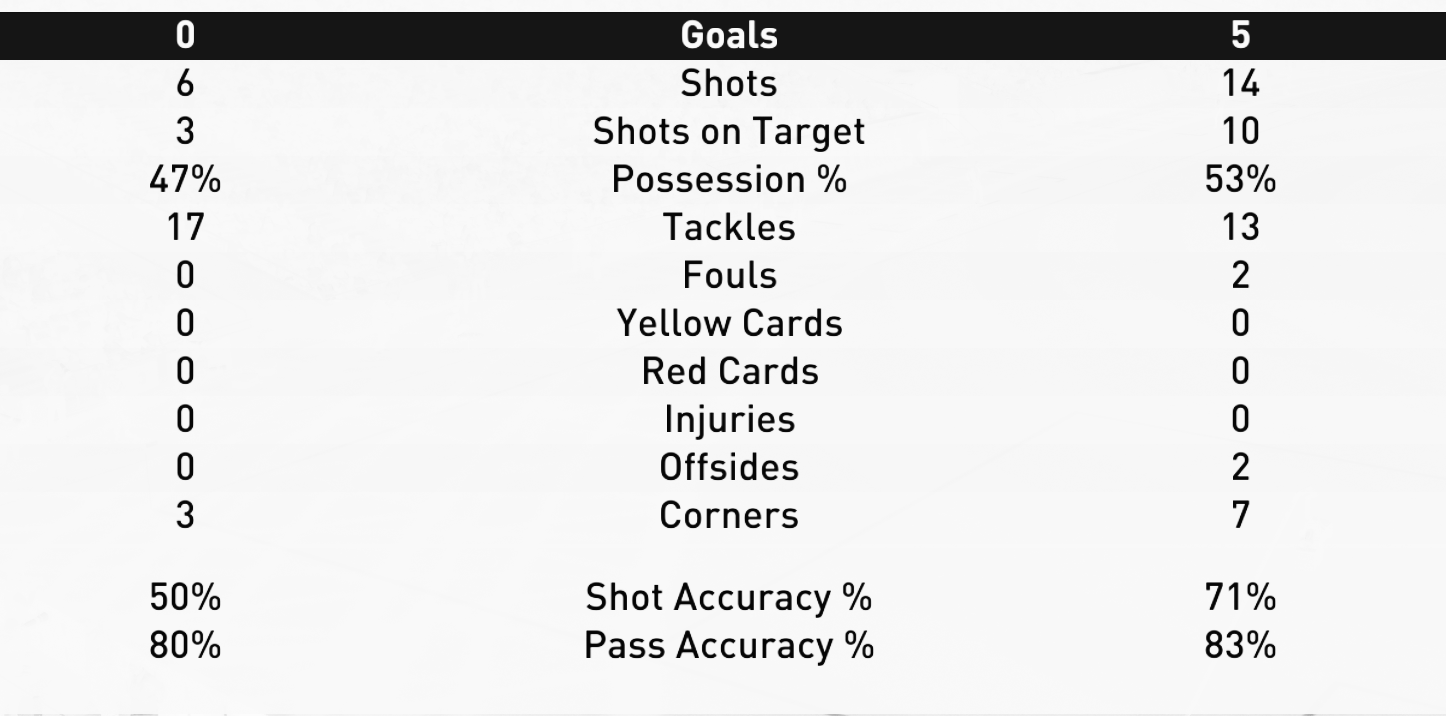 0 Goals 5
6 Shots 14
3 Shots on Target 10
47% Possession % 53%
17 Tackles 13
0 Fouls 2
0 Yellow Cards 0
0 Red Cards 0
0 Injuries 0
0 Offsides 2
3 Corners 7
50% Shot Accuracy % 71%
80% Pass Accuracy % 83%